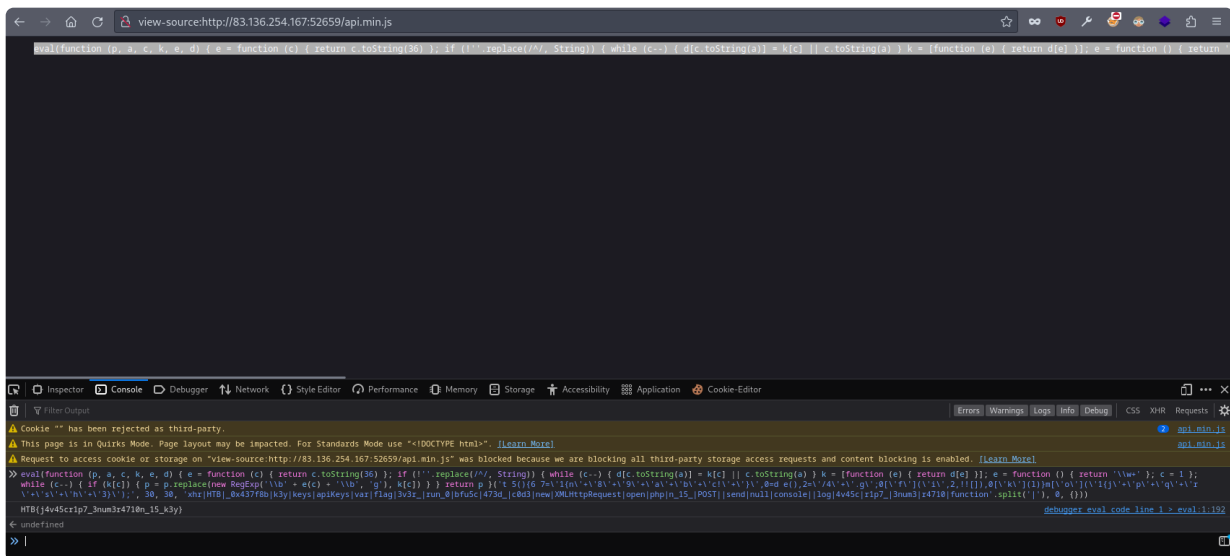 view-source:http://83.136.254.167:52659/api.min.js
eval(function (p, a, c, k, e, d) { e = function (c) { return c.toString(36) }; if (!''.replace(/^/, String)) { while (c--) { d[c.toString(a)] = k[c] || c.toString(a) } k = [function (e) { return d[e] }]; e = function () { return '
Inspector Console Debugger Network Style Editor Performance Memory Storage Accessibility Application Cookie-Editor
Filter Output Errors Warnings Logs Info Debug CSS XHR Requests
Cookie “” has been rejected as third-party. 2 api.min.js
This page is in Quirks Mode. Page layout may be impacted. For Standards Mode use “<!DOCTYPE html>”. [Learn More] api.min.js
Request to access cookie or storage on “view-source:http://83.136.254.167:52659/api.min.js” was blocked because we are blocking all third-party storage access requests and content blocking is enabled. [Learn More]
eval(function (p, a, c, k, e, d) { e = function (c) { return c.toString(36) }; if (!''.replace(/^/, String)) { while (c--) { d[c.toString(a)] = k[c] || c.toString(a) } k = [function (e) { return d[e] }]; e = function () { return '\\w+' }; c = 1 };
while (c--) { if (k[c]) { p = p.replace(new RegExp('\\b' + e(c) + '\\b', 'g'), k[c]) } } return p }('t 5(){6 7=\'1{n\'+\'8\'+\'9\'+\'a\'+\'b\'+\'c!\'+\'}\',0=d e(),2=\'/4\'+\'.g\';0[\'f\'](\'i\',2,!![]),0[\'k\'](1)}m[\'o\'](\'1{j\'+\'p\'+\'q\'+\'r
\'+\'s\'+\'h\'+\'3}\');', 30, 30, 'xhr|HTB|_0x437f8b|k3y|keys|apiKeys|var|flag|3v3r_|run_0|bfu5c|473d_|c0d3|new|XMLHttpRequest|open|php|n_15_|POST||send|null|console||log|4v45c|r1p7_|3num3|r4710|function'.split('|'), 0, {}))
HTB{j4v45cr1p7_3num3r4710n_15_k3y} debugger eval code line 1 > eval:1:192
undefined